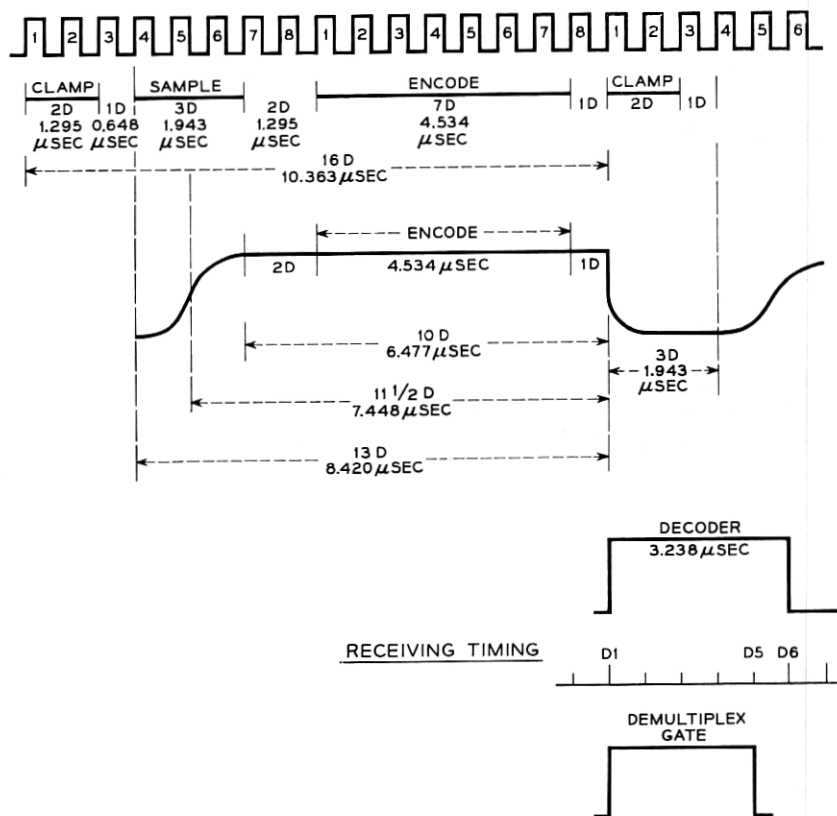 1 2 3 4 5 6 7 8 1 2 3 4 5 6 7 8 1 2 3 4 5 6
CLAMP SAMPLE ENCODE CLAMP
2D 1D 3D 2D 7D 1D 2D 1D
1.295 0.648 1.943 1.295 4.534
μSEC μSEC μSEC μSEC μSEC
16 D
10.363 μSEC
ENCODE
2D 4.534 μSEC 1D
10 D
6.477 μSEC
3D
1.943
μSEC
11 1/2 D
7.448 μSEC
13 D
8.420 μSEC
DECODER
3.238 μSEC
RECEIVING TIMING D1 D5 D6
DEMULTIPLEX
GATE